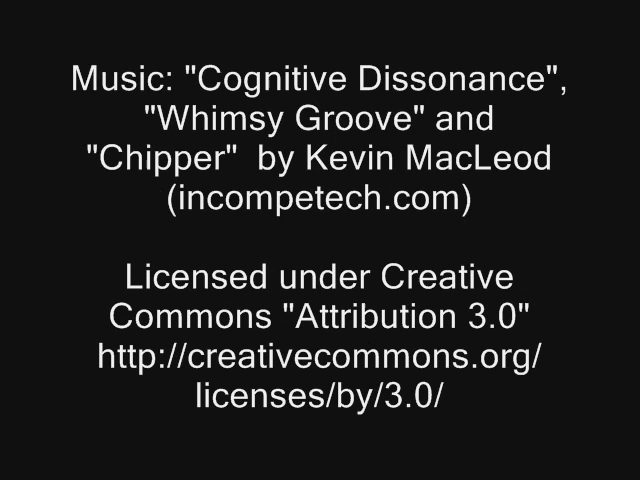 Music: "Cognitive Dissonance",
"Whimsy Groove" and
"Chipper"  by Kevin MacLeod
(incompetech.com)
Licensed under Creative
Commons "Attribution 3.0"
http://creativecommons.org/
licenses/by/3.0/